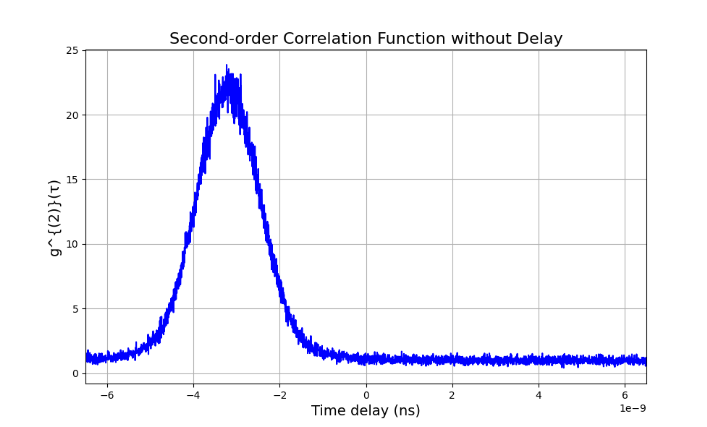 Second-order Correlation Function without Delay
g^{(2)}(τ)
25
20
15
10
5
0
−6 −4 −2 0 2 4 6
1e−9
Time delay (ns)